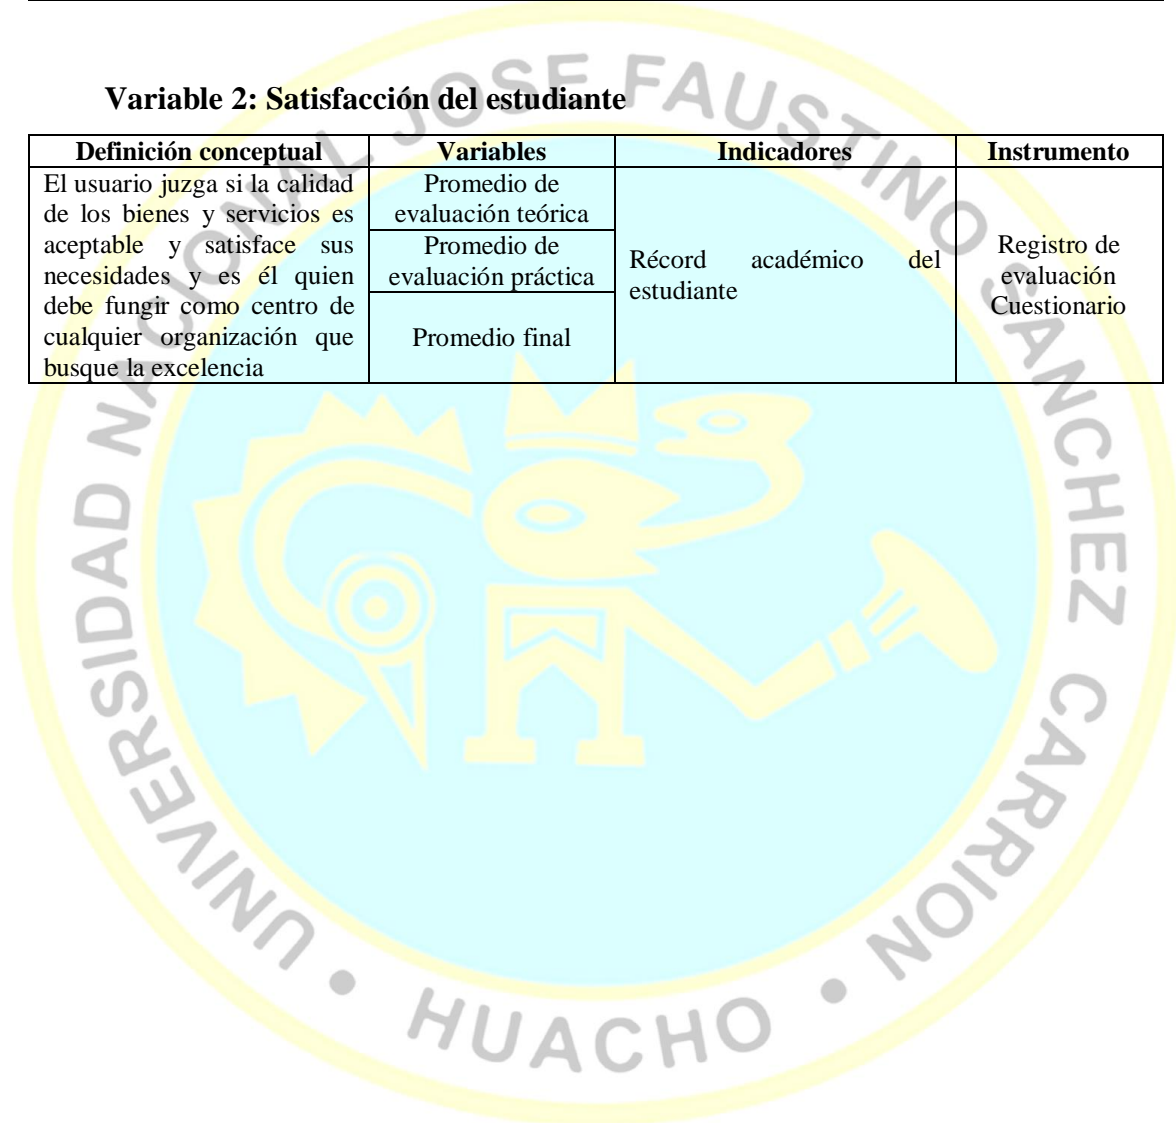 Variable 2: Satisfacción del estudiante
Definición conceptual
Variables
Indicadores
Instrumento
El usuario juzga si la calidad
de los bienes y servicios es
aceptable y satisface sus
necesidades y es él quien
debe fungir como centro de
cualquier organización que
busque la excelencia
Promedio de
evaluación teórica
Promedio de
evaluación práctica
Promedio final
Récord académico del
estudiante
Registro de
evaluación
Cuestionario
UNIVERSIDAD NACIONAL JOSE FAUSTINO SANCHEZ CARRION
• HUACHO •